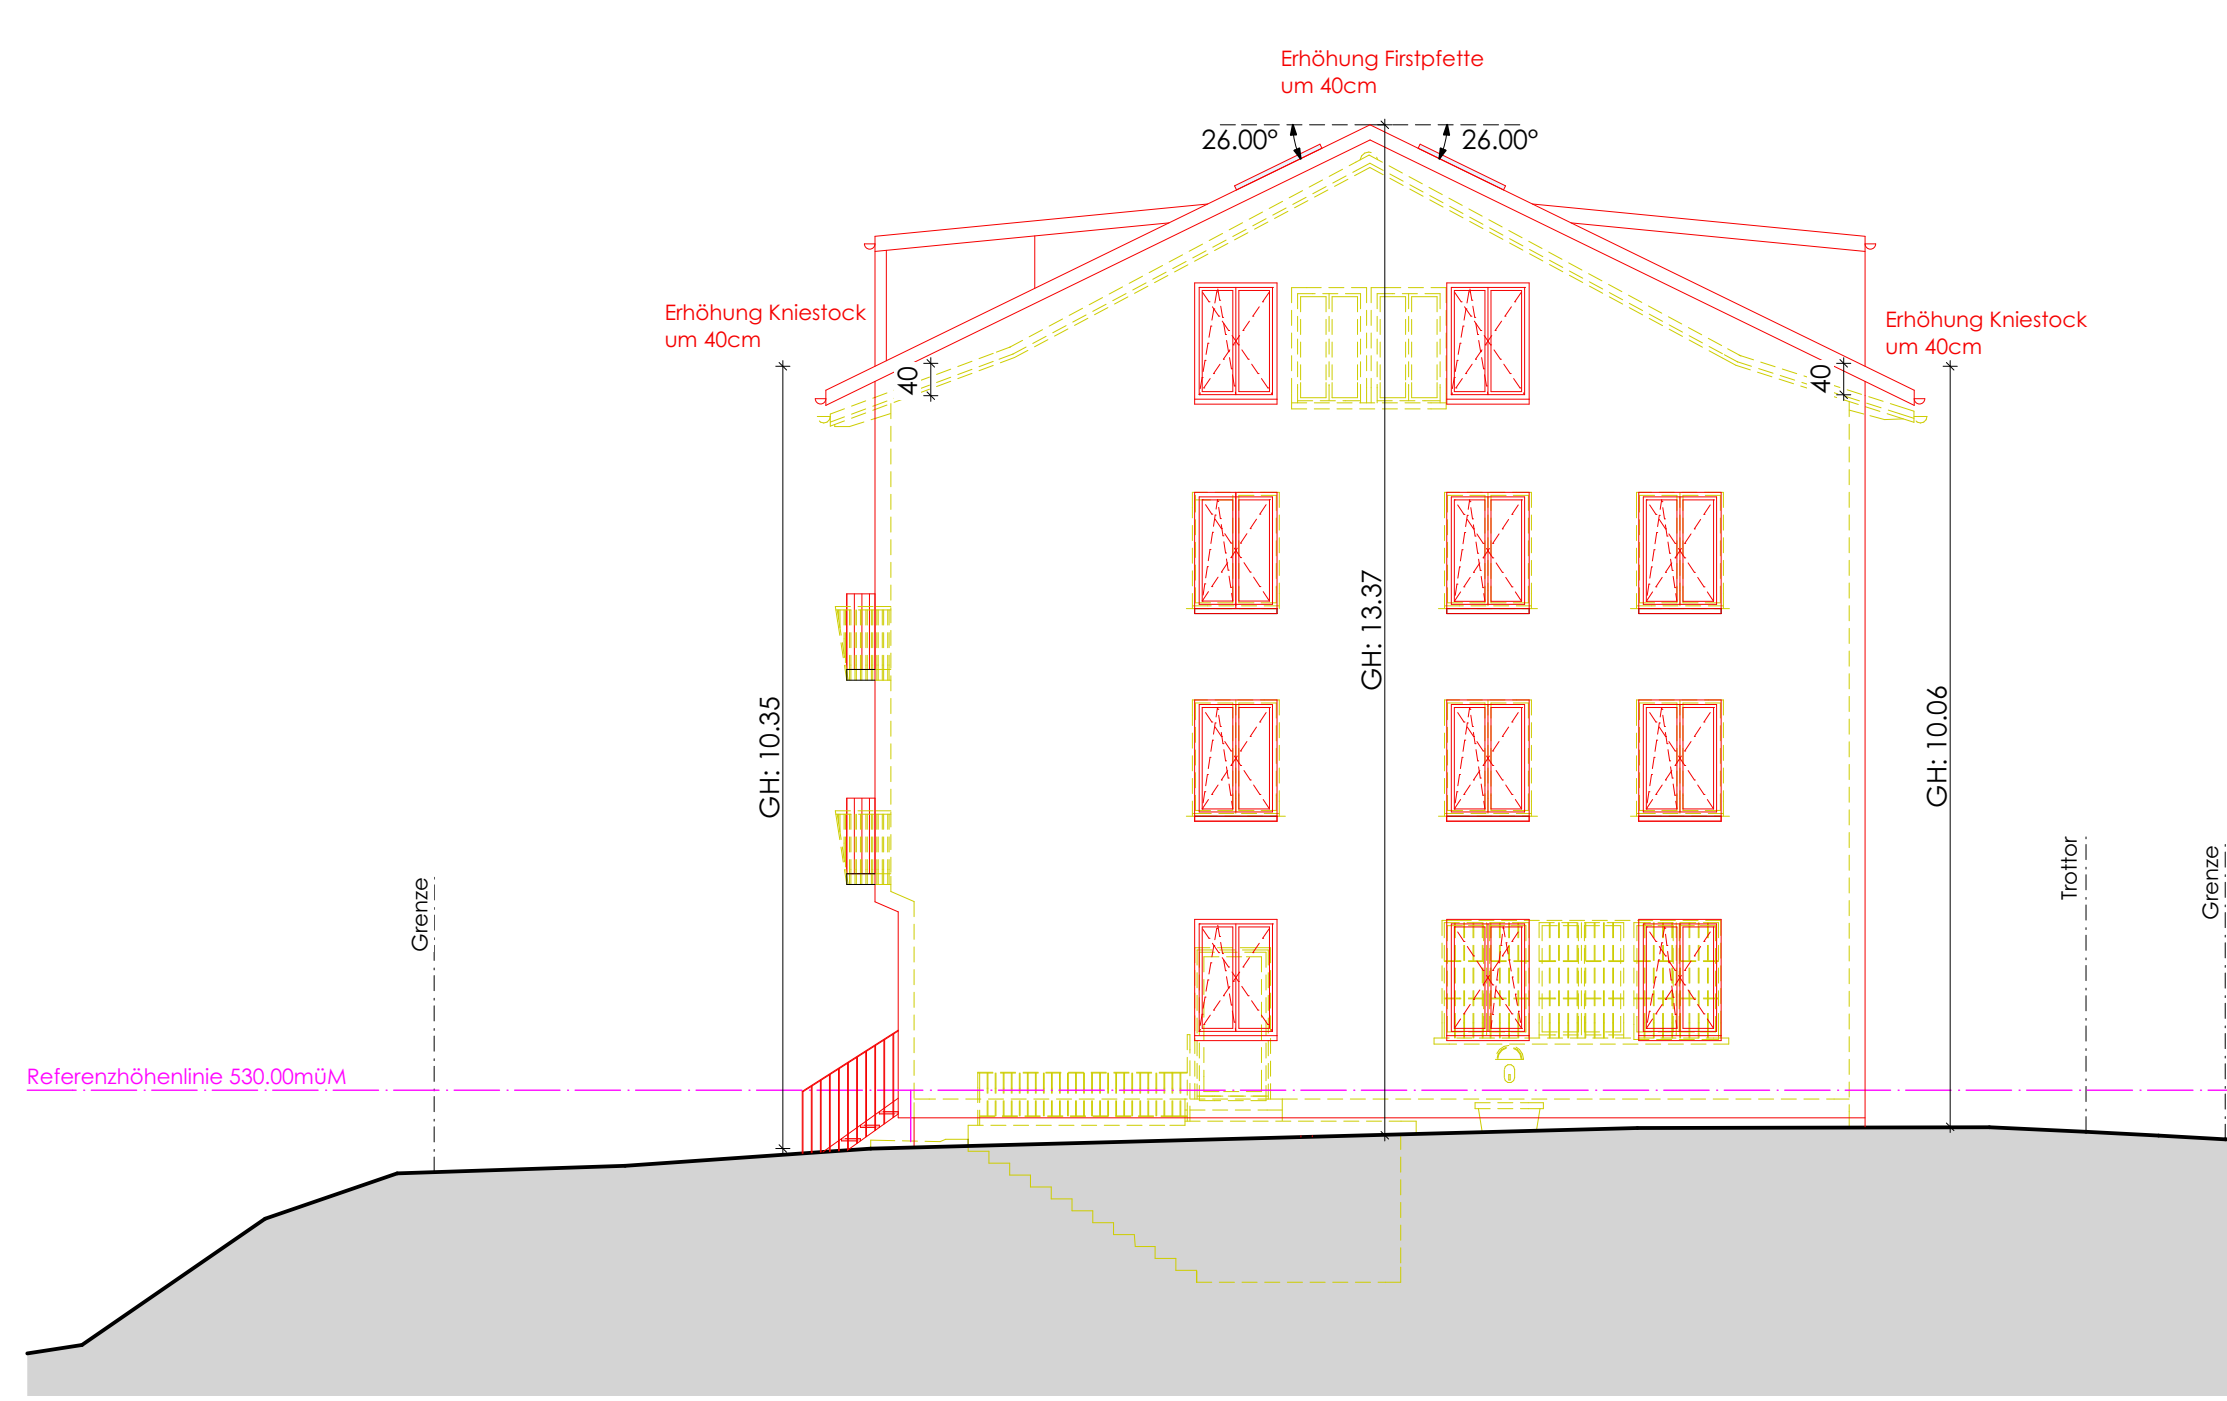 Erhöhung Firstpfette
um 40cm
26.00°
26.00°
Erhöhung Kniestock
um 40cm
Erhöhung Kniestock
um 40cm
40
40
GH: 13.37
GH: 10.35
GH: 10.06
Grenze
Trottor
Grenze
Referenzhöhenlinie 530.00müM